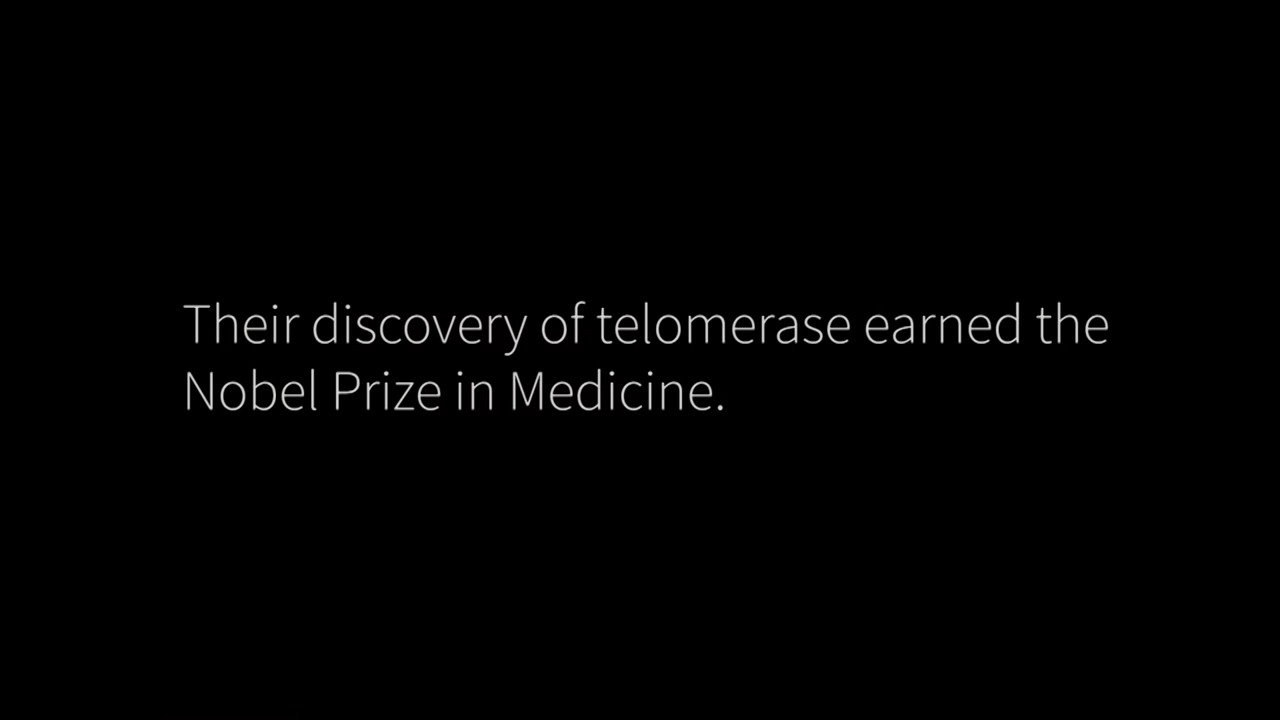 Their discovery of telomerase earned the
Nobel Prize in Medicine.